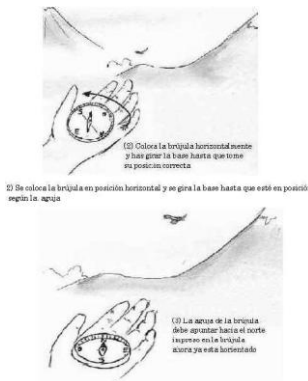 (2) Coloca la brújula horizontalmente
y haz girar la base hasta que tome
su posición correcta
2) Se coloca la brújula en posición horizontal y se gira la base hasta que esté en posició
según la aguja
(3) La aguja de la brújula
debe apuntar hacia el norte
impreso en la brújula
ahora ya está horientado